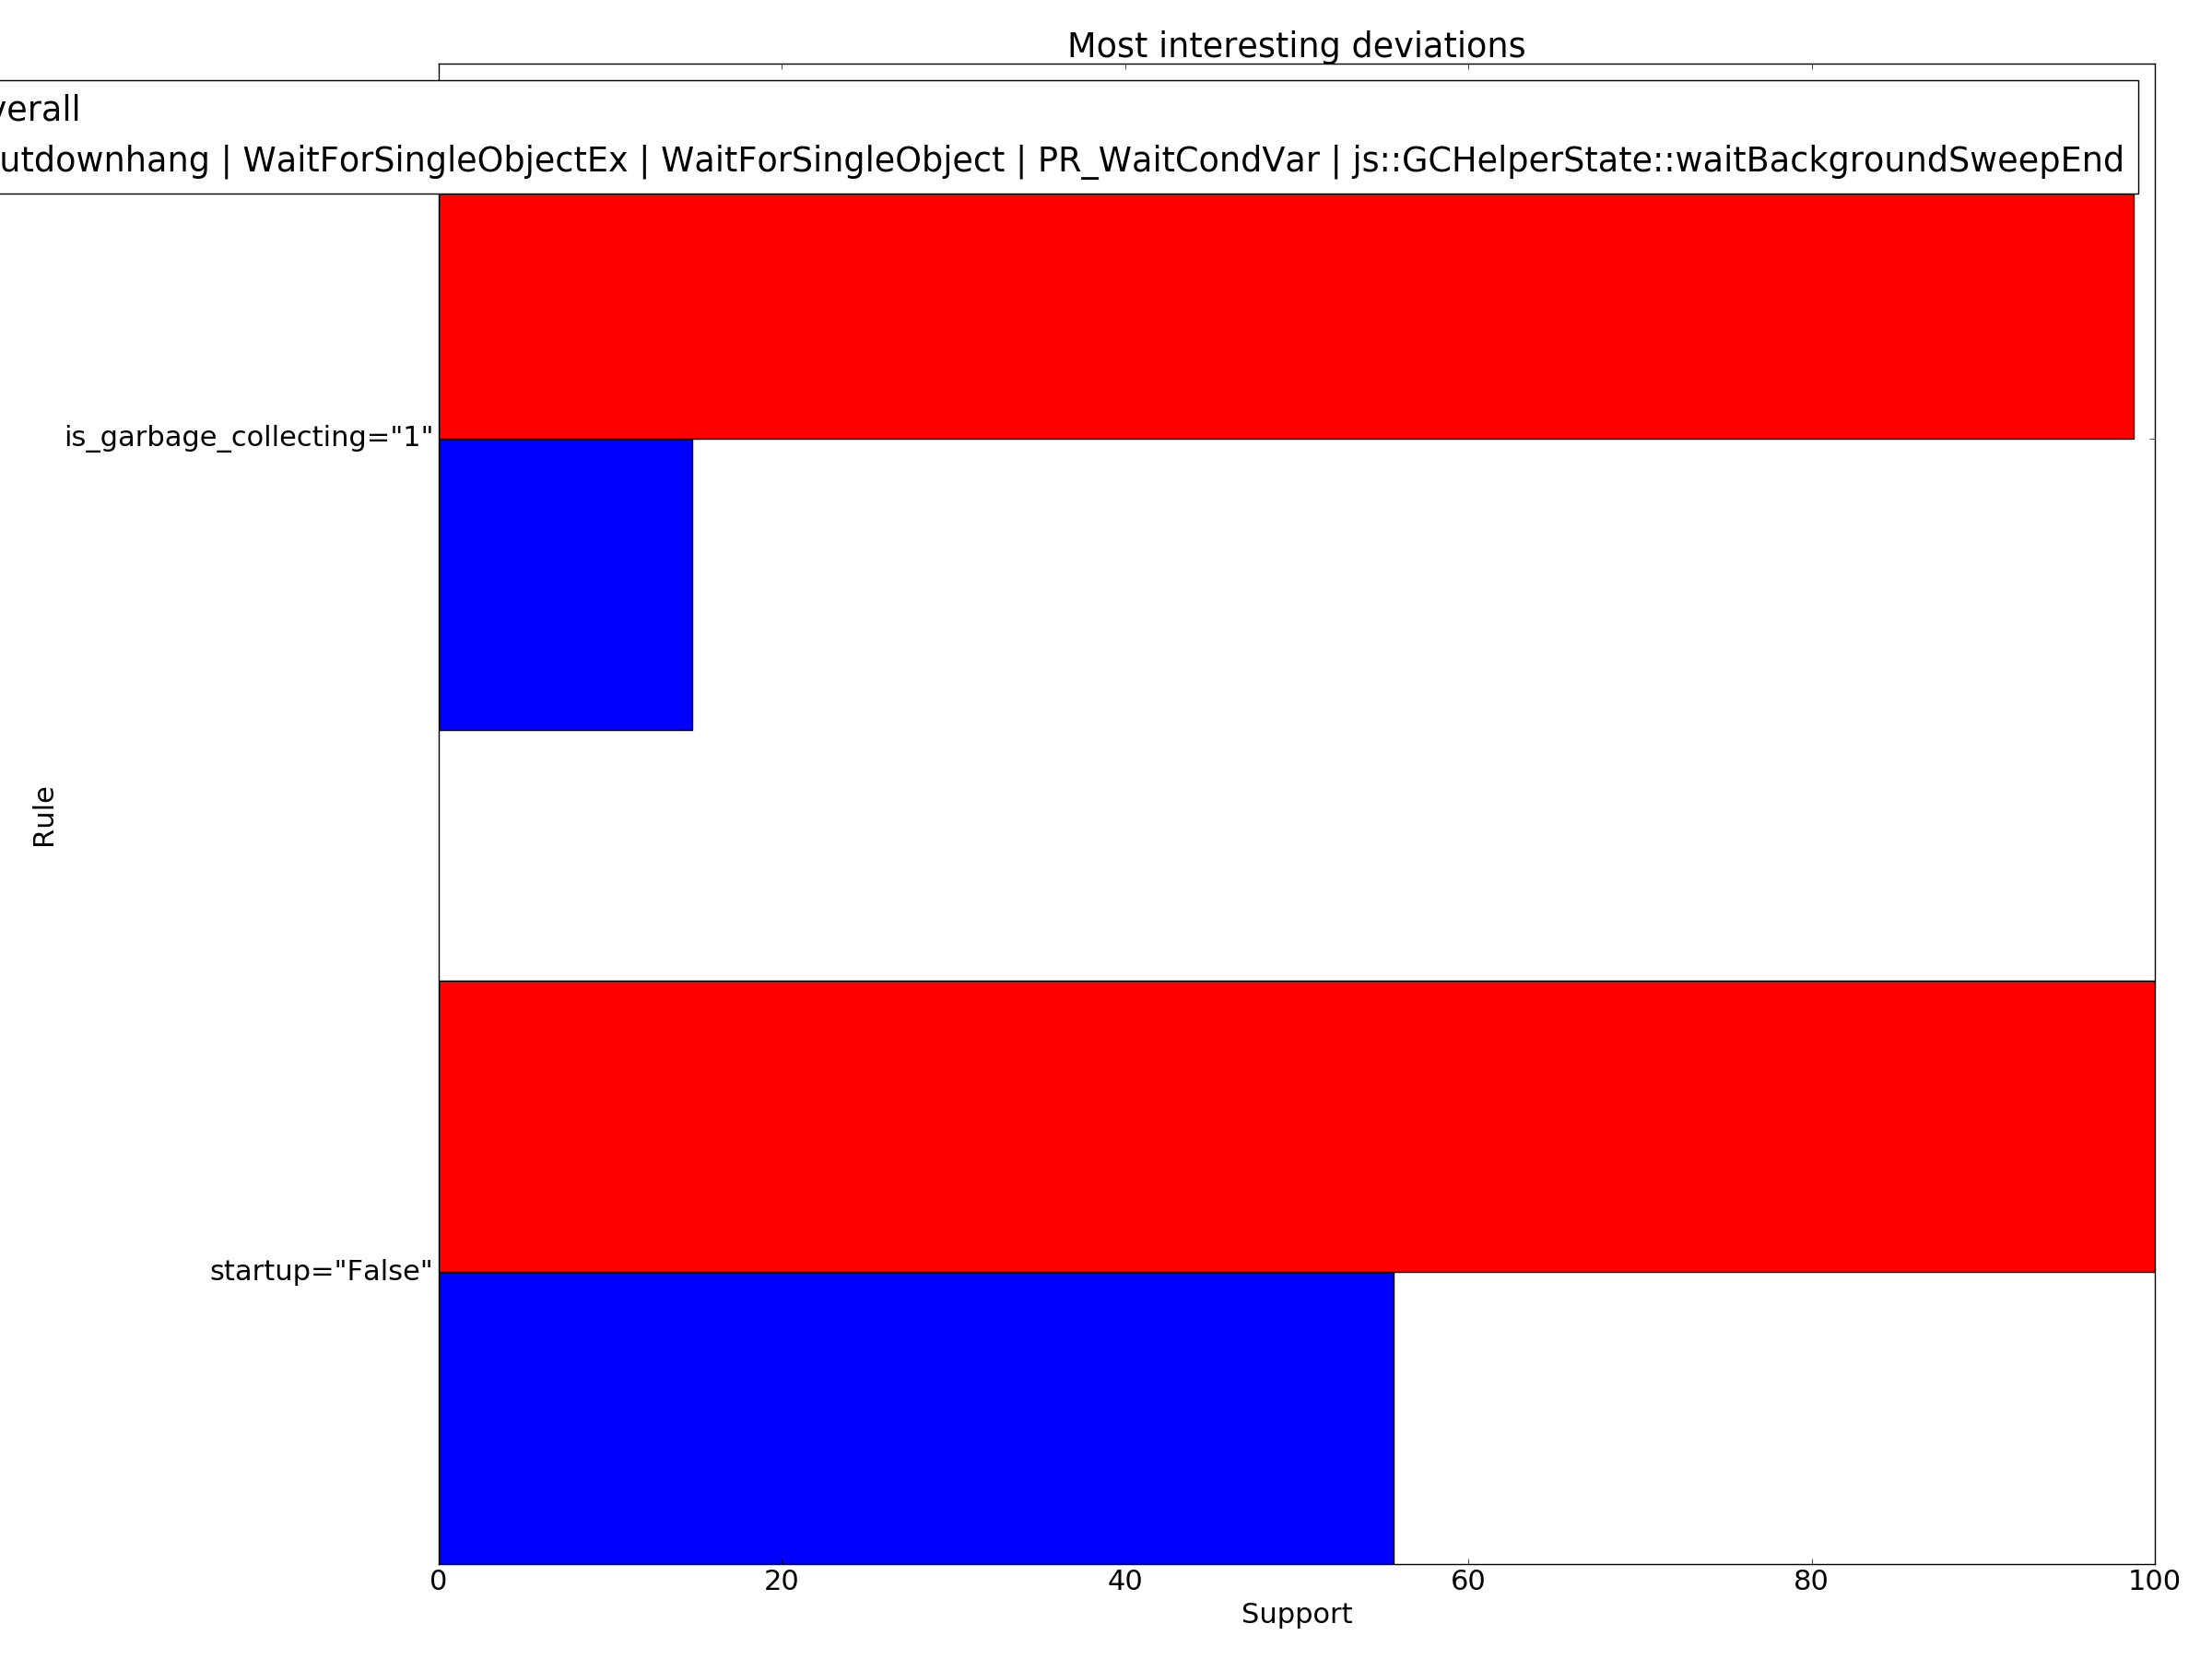 Most interesting deviations
verall
utdownhang | WaitForSingleObjectEx | WaitForSingleObject | PR_WaitCondVar | js::GCHelperState::waitBackgroundSweepEnd
is_garbage_collecting="1"
Rule
startup="False"
0 20 40 60 80 100
Support